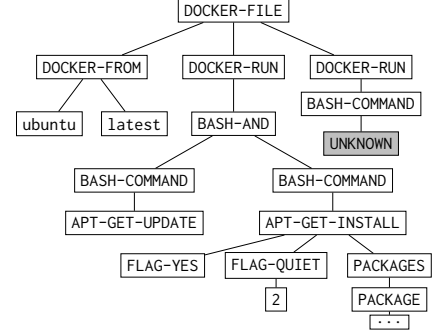 DOCKER-FILE
DOCKER-FROM DOCKER-RUN DOCKER-RUN
BASH-COMMAND
ubuntu latest BASH-AND
UNKNOWN
BASH-COMMAND BASH-COMMAND
APT-GET-UPDATE APT-GET-INSTALL
FLAG-YES FLAG-QUIET PACKAGES
2 PACKAGE
...